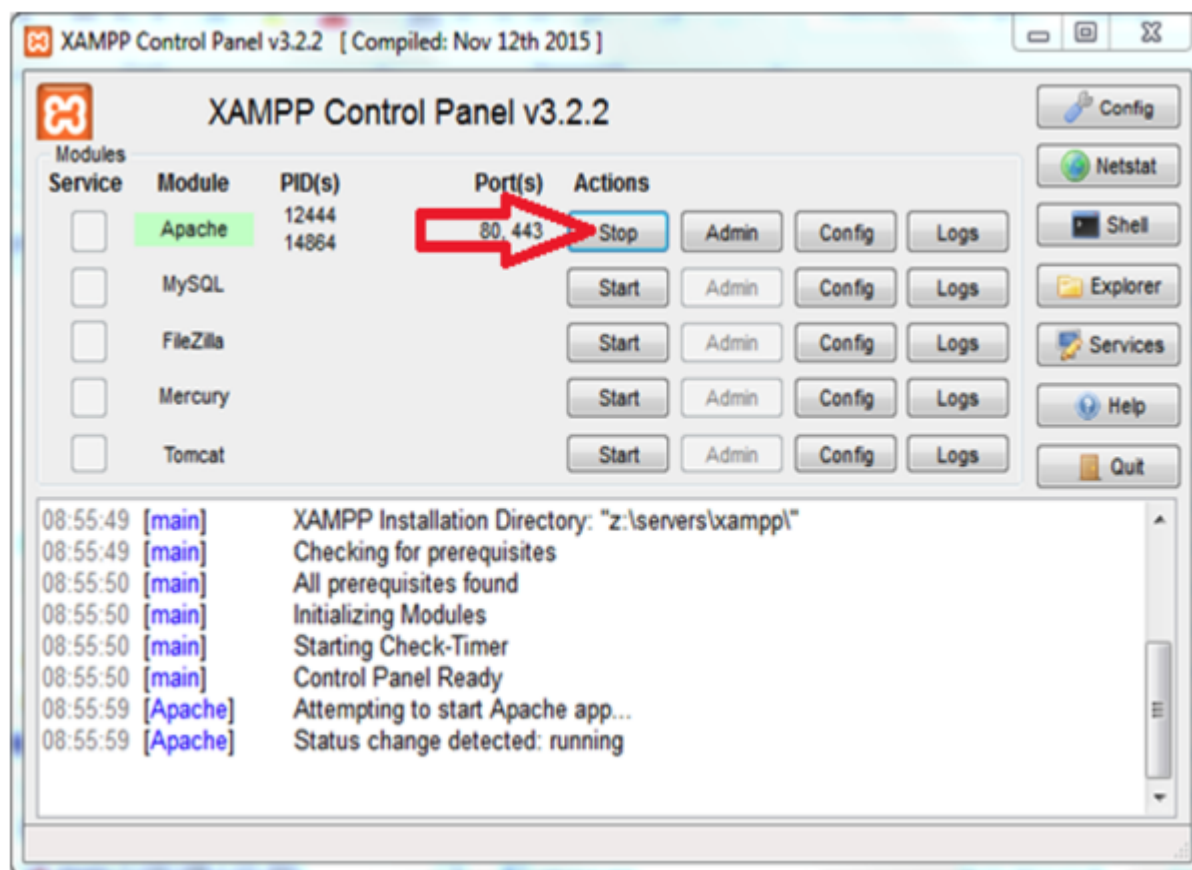 XAMPP Control Panel v3.2.2 [ Compiled: Nov 12th 2015 ]
XAMPP Control Panel v3.2.2
Modules
Service Module PID(s) Port(s) Actions
Apache 12444 14864 80, 443 Stop Admin Config Logs
MySQL Start Admin Config Logs
FileZilla Start Admin Config Logs
Mercury Start Admin Config Logs
Tomcat Start Admin Config Logs
Config
Netstat
Shell
Explorer
Services
Help
Quit
08:55:49 [main] XAMPP Installation Directory: "z:\servers\xampp\"
08:55:49 [main] Checking for prerequisites
08:55:50 [main] All prerequisites found
08:55:50 [main] Initializing Modules
08:55:50 [main] Starting Check-Timer
08:55:50 [main] Control Panel Ready
08:55:59 [Apache] Attempting to start Apache app...
08:55:59 [Apache] Status change detected: running